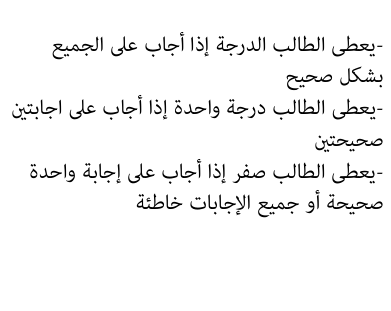 -يعطى الطالب الدرجة إذا أجاب على الجميع
بشكل صحيح
-يعطى الطالب درجة واحدة إذا أجاب على اجابتين
صحيحتين
-يعطى الطالب صفر إذا أجاب على إجابة واحدة
صحيحة أو جميع الإجابات خاطئة